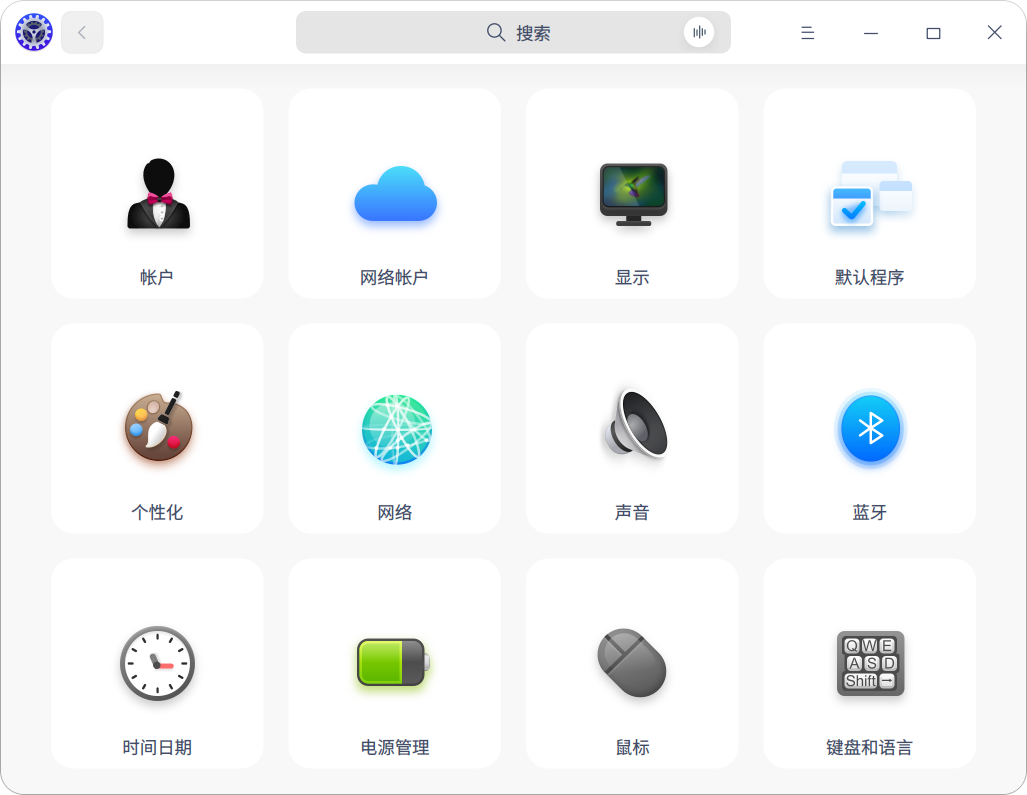 搜索
帐户
网络帐户
显示
默认程序
个性化
网络
声音
蓝牙
时间日期
电源管理
鼠标
Q W E
A S D
Shift →
键盘和语言